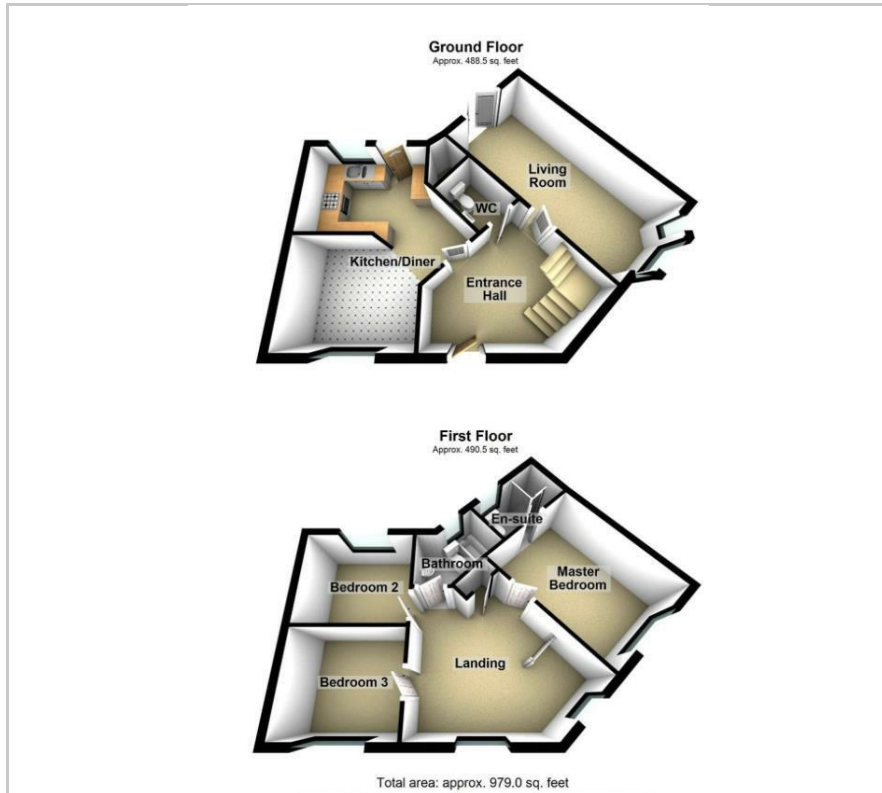 Ground Floor
Approx. 488.5 sq. feet
Living
Room
WC
Kitchen/Diner
Entrance
Hall
First Floor
Approx. 490.5 sq. feet
En-suite
Bathroom
Master
Bedroom
Bedroom 2
Landing
Bedroom 3
Total area: approx. 979.0 sq. feet